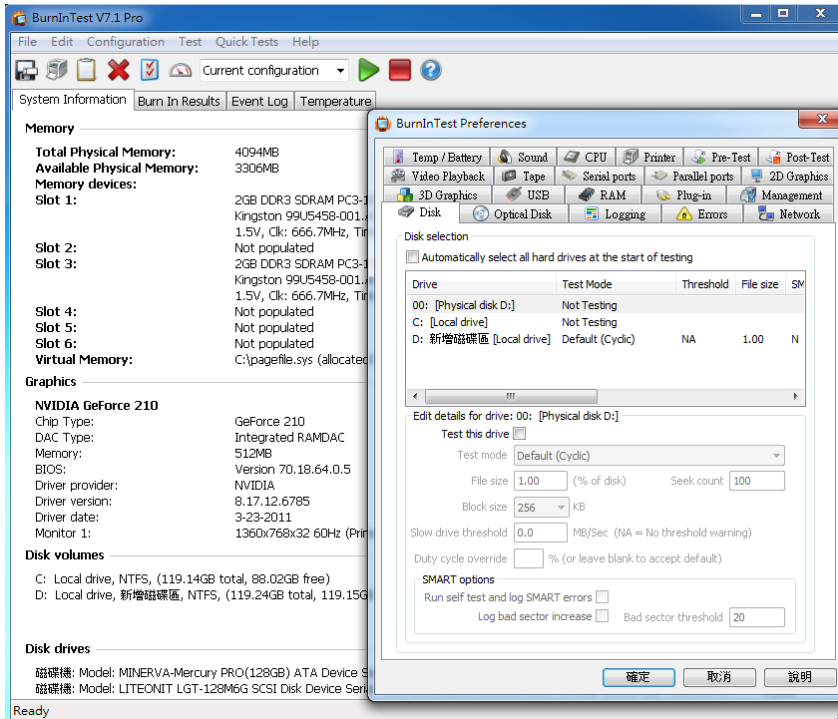 BurnInTest V7.1 Pro
File Edit Configuration Test Quick Tests Help
Current configuration
System Information Burn In Results Event Log Temperature
Memory
Total Physical Memory: 4094MB
Available Physical Memory: 3306MB
Memory devices:
Slot 1: 2GB DDR3 SDRAM PC3-1
Kingston 99U5458-001.
1.5V, Clk: 666.7MHz, Tir
Slot 2: Not populated
Slot 3: 2GB DDR3 SDRAM PC3-1
Kingston 99U5458-001.
1.5V, Clk: 666.7MHz, Tir
Slot 4: Not populated
Slot 5: Not populated
Slot 6: Not populated
Virtual Memory: C:\pagefile.sys (allocated
Graphics
NVIDIA GeForce 210
Chip Type: GeForce 210
DAC Type: Integrated RAMDAC
Memory: 512MB
BIOS: Version 70.18.64.0.5
Driver provider: NVIDIA
Driver version: 8.17.12.6785
Driver date: 3-23-2011
Monitor 1: 1360x768x32 60Hz (Prin
Disk volumes
C: Local drive, NTFS, (119.14GB total, 88.02GB free)
D: Local drive, 新增磁碟區, NTFS, (119.24GB total, 119.15G
Disk drives
磁碟機: Model: MINERVA-Mercury PRO(128GB) ATA Device S
磁碟機: Model: LITEONIT LGT-128M6G SCSI Disk Device Seri
Ready
BurnInTest Preferences
Temp / Battery Sound CPU Printer Pre-Test Post-Test
Video Playback Tape Serial ports Parallel ports 2D Graphics
3D Graphics USB RAM Plug-in Management
Disk Optical Disk Logging Errors Network
Disk selection
Automatically select all hard drives at the start of testing
Drive Test Mode Threshold File size SM
00: [Physical disk D:] Not Testing
C: [Local drive] Not Testing
D: 新增磁碟區 [Local drive] Default (Cyclic) NA 1.00 N
Edit details for drive: 00: [Physical disk D:]
Test this drive
Test mode Default (Cyclic)
File size 1.00 (% of disk) Seek count 100
Block size 256 KB
Slow drive threshold 0.0 MB/Sec (NA = No threshold warning)
Duty cycle override % (or leave blank to accept default)
SMART options
Run self test and log SMART errors
Log bad sector increase Bad sector threshold 20
確定 取消 說明